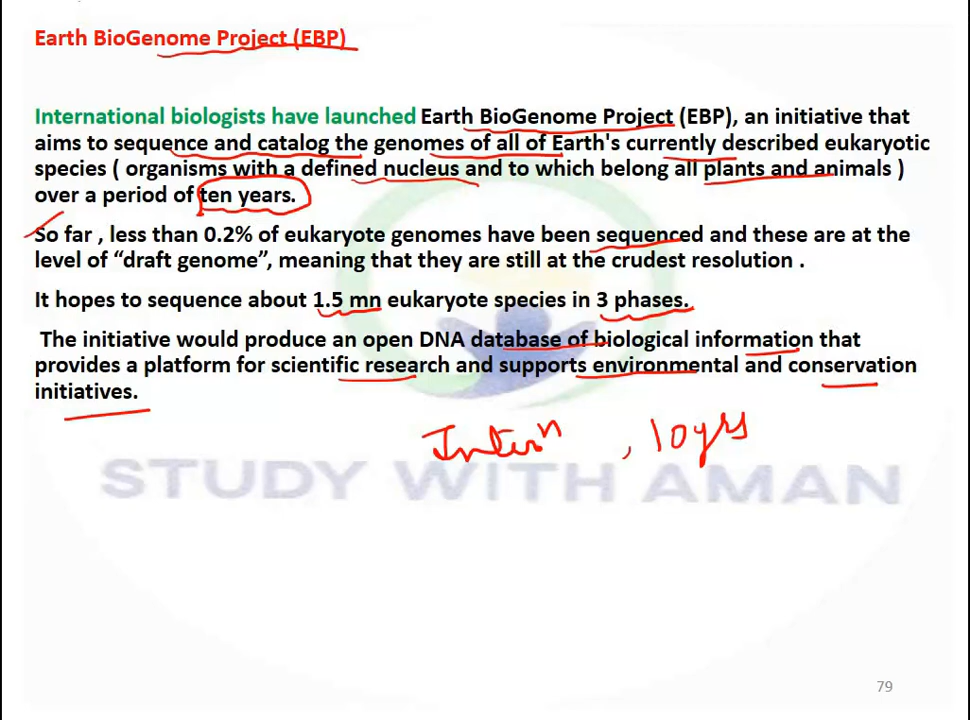 Earth BioGenome Project (EBP)
International biologists have launched Earth BioGenome Project (EBP), an initiative that
aims to sequence and catalog the genomes of all of Earth's currently described eukaryotic
species ( organisms with a defined nucleus and to which belong all plants and animals )
over a period of ten years.
So far , less than 0.2% of eukaryote genomes have been sequenced and these are at the
level of “draft genome”, meaning that they are still at the crudest resolution .
It hopes to sequence about 1.5 mn eukaryote species in 3 phases.
The initiative would produce an open DNA database of biological information that
provides a platform for scientific research and supports environmental and conservation
initiatives.
Intern , 10yrs
STUDY WITH AMAN
79